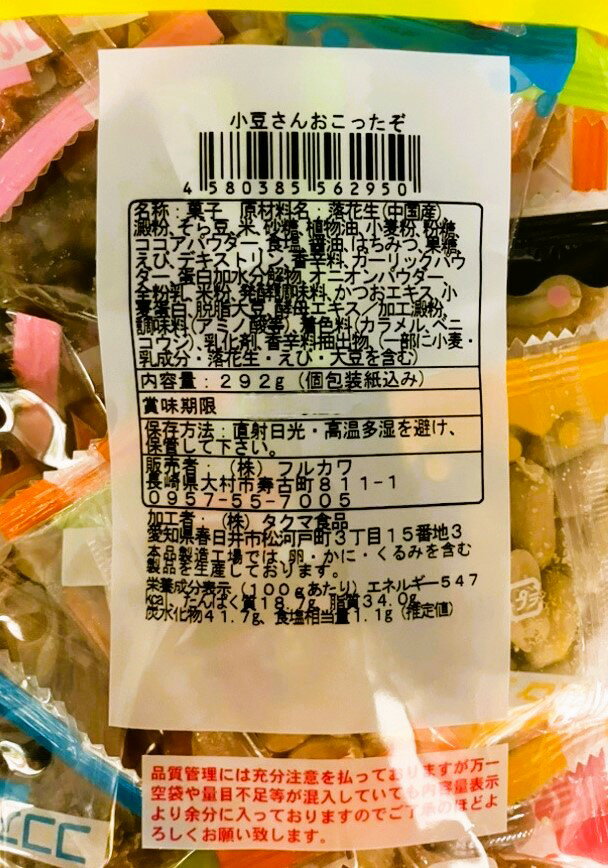 小豆さんおこったぞ
4 580385 562950
名称：菓子　原材料名：落花生(中国産)、
澱粉、そら豆、米、砂糖、植物油、小麦粉、粉糖、
ココアパウダー、食塩、醤油、はちみつ、果糖、
えび、デキストリン、香辛料、ガーリックパウ
ダー、蛋白加水分解物、オニオンパウダー、
全粉乳、米粉、発酵調味料、かつおエキス、小
麦蛋白、脱脂大豆、酵母エキス／加工澱粉、
調味料(アミノ酸等)、着色料(カラメル、ベニ
コウジ)、乳化剤、香辛料抽出物、(一部に小麦・
乳成分・落花生・えび・大豆を含む)
内容量：292g（個包装紙込み）
賞味期限
保存方法：直射日光・高温多湿を避け、
保管して下さい。
販売者：（株）フルカワ
長崎県大村市寿古町811-1
0957-55-7005
加工者：（株）タクマ食品
愛知県春日井市松河戸町3丁目15番地3
本品製造工場では、卵・かに・くるみを含む
製品を生産しております。
栄養成分表示（100gあたり）エネルギー547
kcal、たんぱく質18.7g、脂質34.0g、
炭水化物41.7g、食塩相当量1.1g（推定値）
品質管理には充分注意を払っておりますが万一
空袋や量目不足等が混入していても内容量表示
より余分に入っておりますのでご了承のほどよ
ろしくお願い致します。